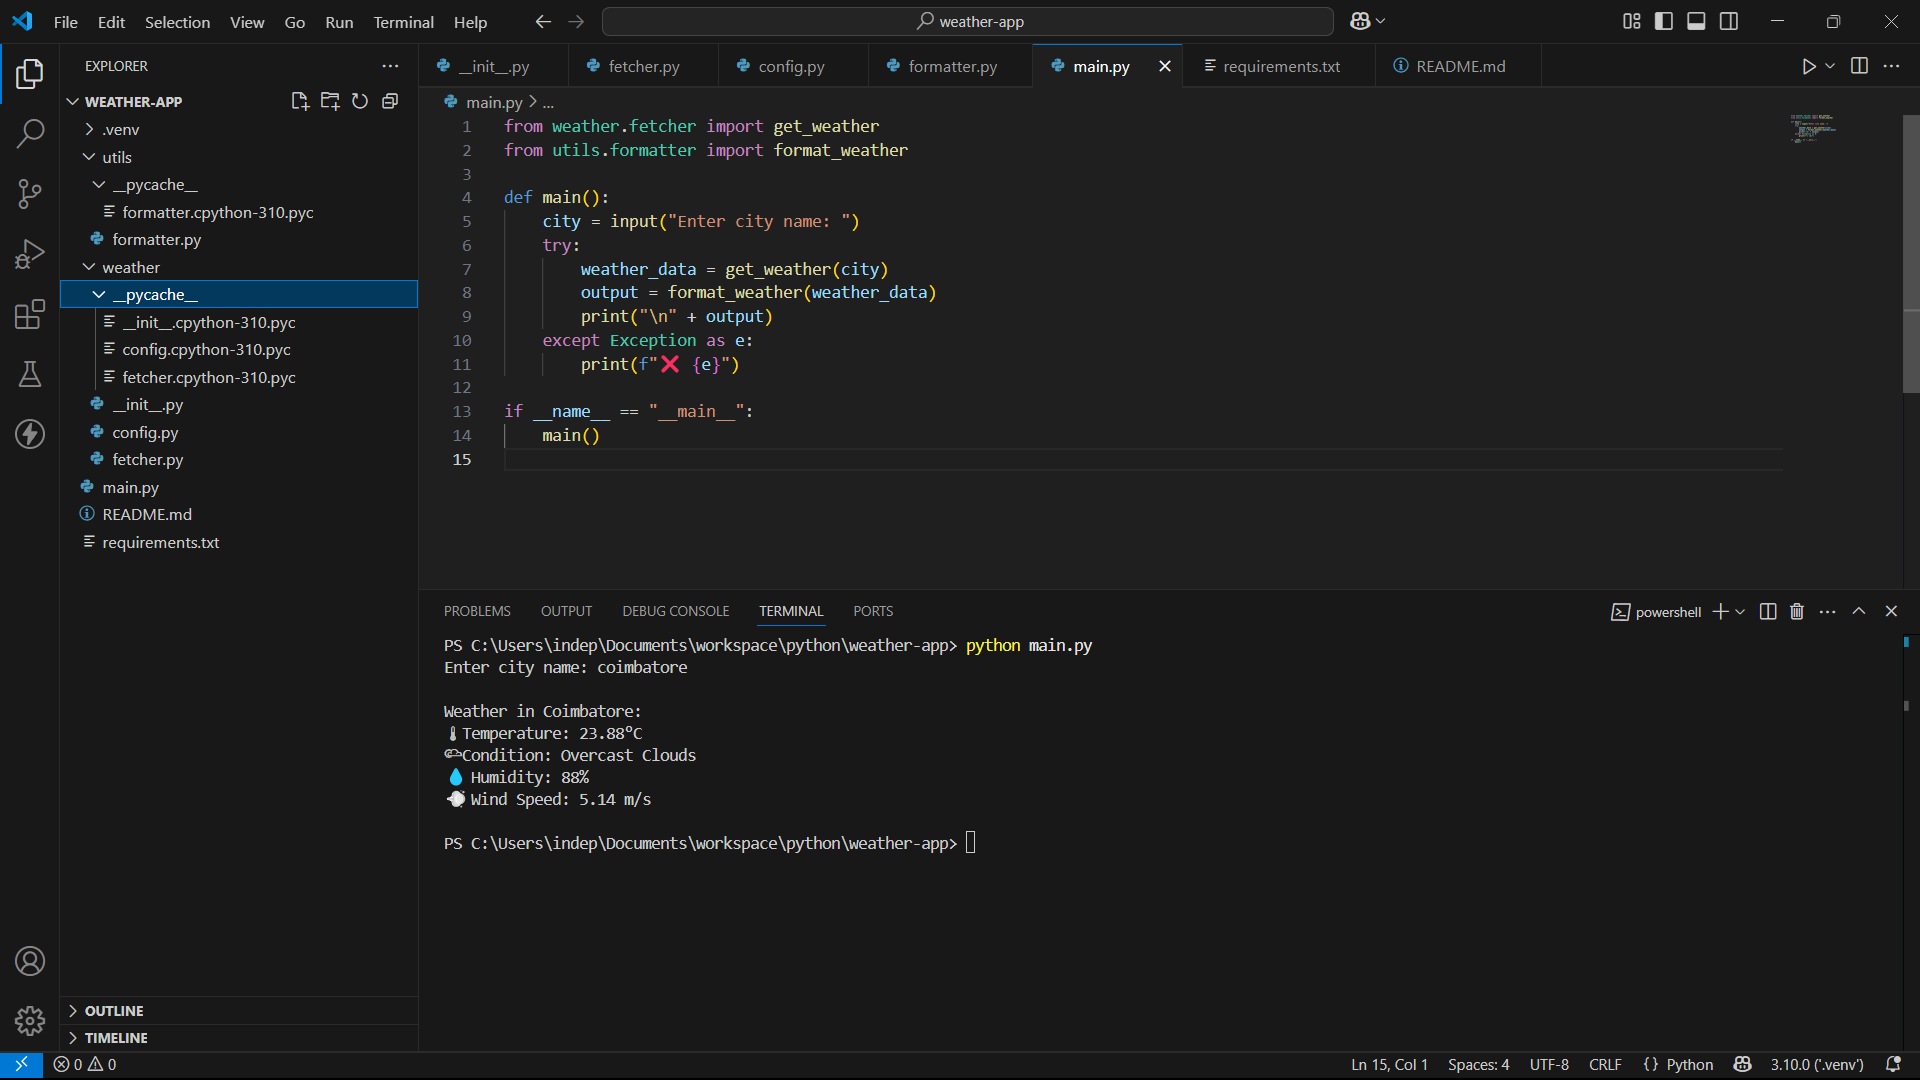 File Edit Selection View Go Run Terminal Help
weather-app
EXPLORER
WEATHER-APP
.venv
utils
__pycache__
formatter.cpython-310.pyc
formatter.py
weather
__pycache__
__init__.cpython-310.pyc
config.cpython-310.pyc
fetcher.cpython-310.pyc
__init__.py
config.py
fetcher.py
main.py
README.md
requirements.txt
OUTLINE
TIMELINE
__init__.py fetcher.py config.py formatter.py main.py requirements.txt README.md
main.py > ...
1 from weather.fetcher import get_weather
2 from utils.formatter import format_weather
3
4 def main():
5     city = input("Enter city name: ")
6     try:
7         weather_data = get_weather(city)
8         output = format_weather(weather_data)
9         print("\n" + output)
10     except Exception as e:
11         print(f"❌ {e}")
12
13 if __name__ == "__main__":
14     main()
15
PROBLEMS OUTPUT DEBUG CONSOLE TERMINAL PORTS
powershell
PS C:\Users\indep\Documents\workspace\python\weather-app> python main.py
Enter city name: coimbatore
Weather in Coimbatore:
🌡Temperature: 23.88°C
🌥Condition: Overcast Clouds
💧 Humidity: 88%
💨 Wind Speed: 5.14 m/s
PS C:\Users\indep\Documents\workspace\python\weather-app>
0 0
Ln 15, Col 1 Spaces: 4 UTF-8 CRLF {} Python 3.10.0 ('.venv')